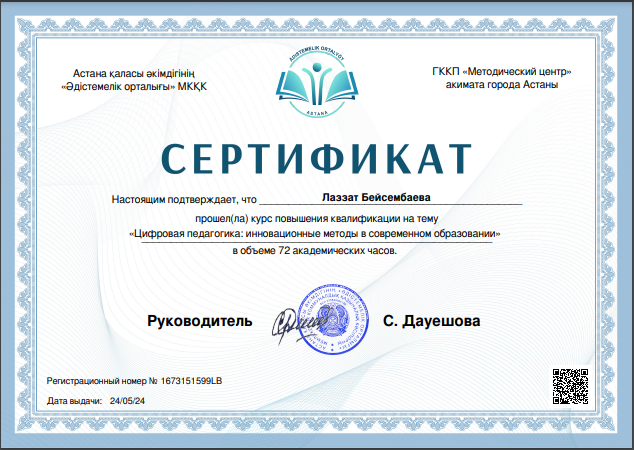 Астана қаласы әкімдігінің
«Әдістемелік орталығы» МКҚК
ӘДІСТЕМЕЛІК ОРТАЛЫҒЫ
ASTANA
ГККП «Методический центр»
акимата города Астаны
СЕРТИФИКАТ
Настоящим подтверждает, что Лаззат Бейсембаева
прошел(ла) курс повышения квалификации на тему
«Цифровая педагогика: инновационные методы в современном образовании»
в объеме 72 академических часов.
Руководитель С. Дауешова
Регистрационный номер № 1673151599LB
Дата выдачи: 24/05/24